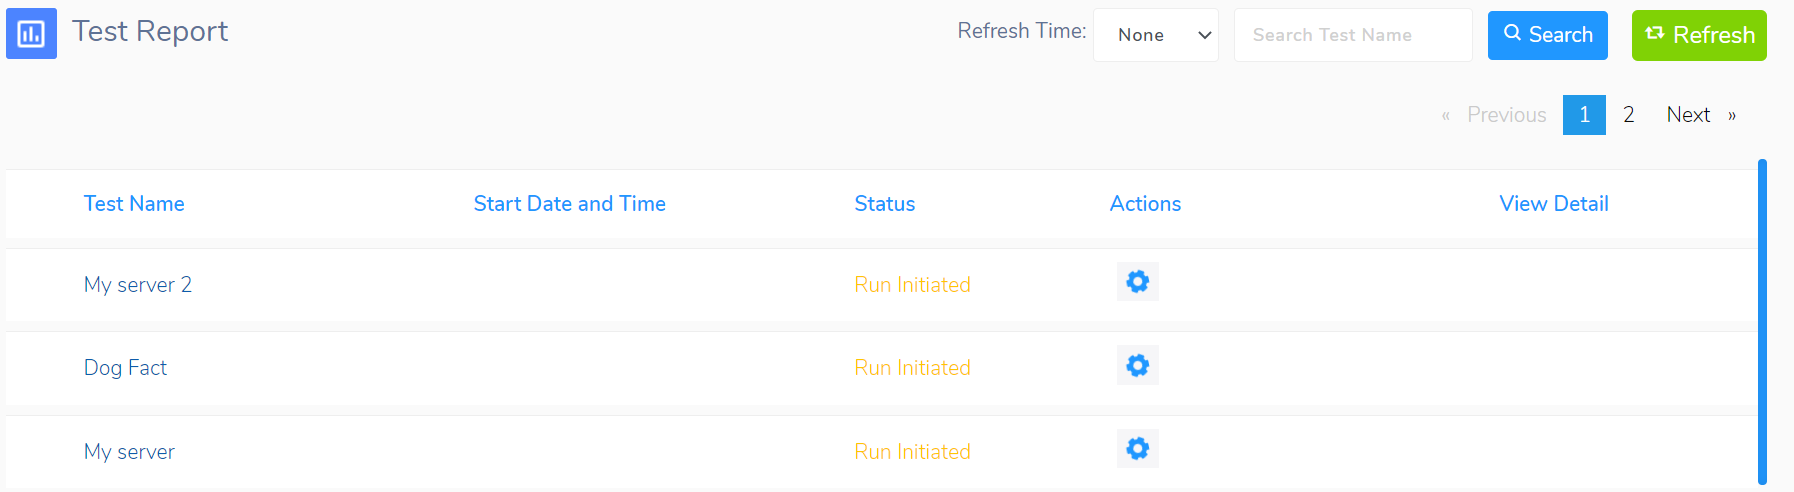 Test Report Refresh Time: None Search Test Name Search Refresh
« Previous 1 2 Next »
Test Name Start Date and Time Status Actions View Detail
My server 2 Run Initiated
Dog Fact Run Initiated
My server Run Initiated